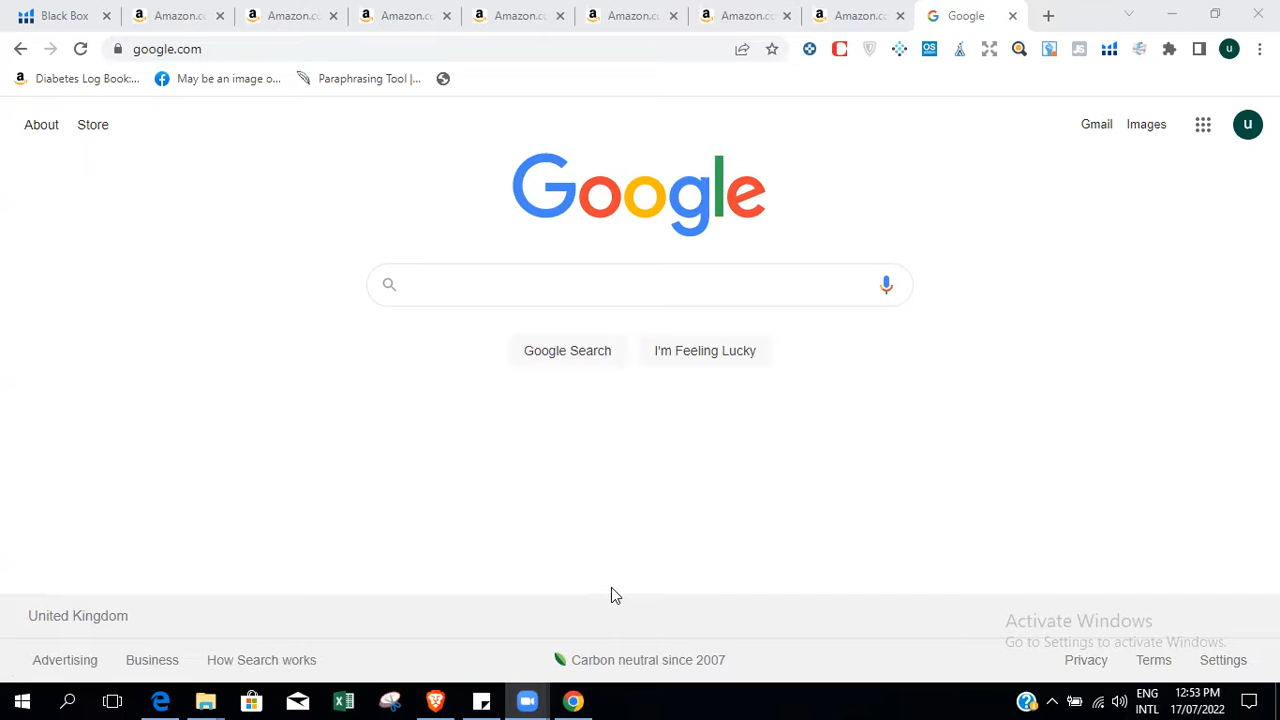 Black Box
Amazon.c
Amazon.c
Amazon.c
Amazon.c
Amazon.c
Amazon.c
Amazon.c
Google
google.com
u
Diabetes Log Book:...
May be an image o...
Paraphrasing Tool |...
About
Store
Gmail
Images
u
Google
Google Search
I'm Feeling Lucky
United Kingdom
Activate Windows
Go to Settings to activate Windows.
Advertising
Business
How Search works
Carbon neutral since 2007
Privacy
Terms
Settings
ENG
INTL
12:53 PM
17/07/2022